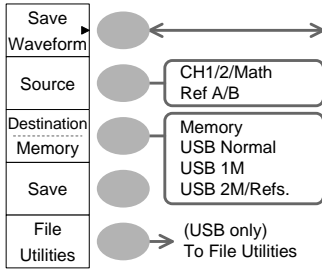 Save
Waveform
Source
CH1/2/Math
Ref A/B
Destination
Memory
Memory
USB Normal
USB 1M
USB 2M/Refs.
Save
File
Utilities
(USB only)
To File Utilities